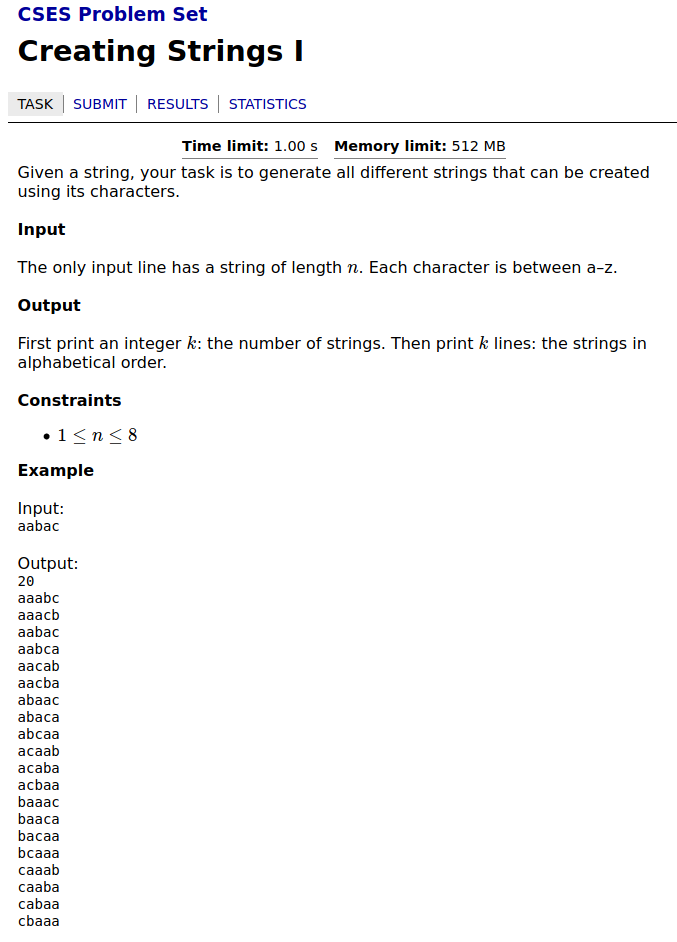 CSES Problem Set
Creating Strings I
TASK | SUBMIT | RESULTS | STATISTICS
Time limit: 1.00 s Memory limit: 512 MB
Given a string, your task is to generate all different strings that can be created
using its characters.
Input
The only input line has a string of length n. Each character is between a–z.
Output
First print an integer k: the number of strings. Then print k lines: the strings in
alphabetical order.
Constraints
• 1 ≤ n ≤ 8
Example
Input:
aabac
Output:
20
aaabc
aaacb
aabac
aabca
aacab
aacba
abaac
abaca
abcaa
acaab
acaba
acbaa
baaac
baaca
bacaa
bcaaa
caaab
caaba
cabaa
cbaaa